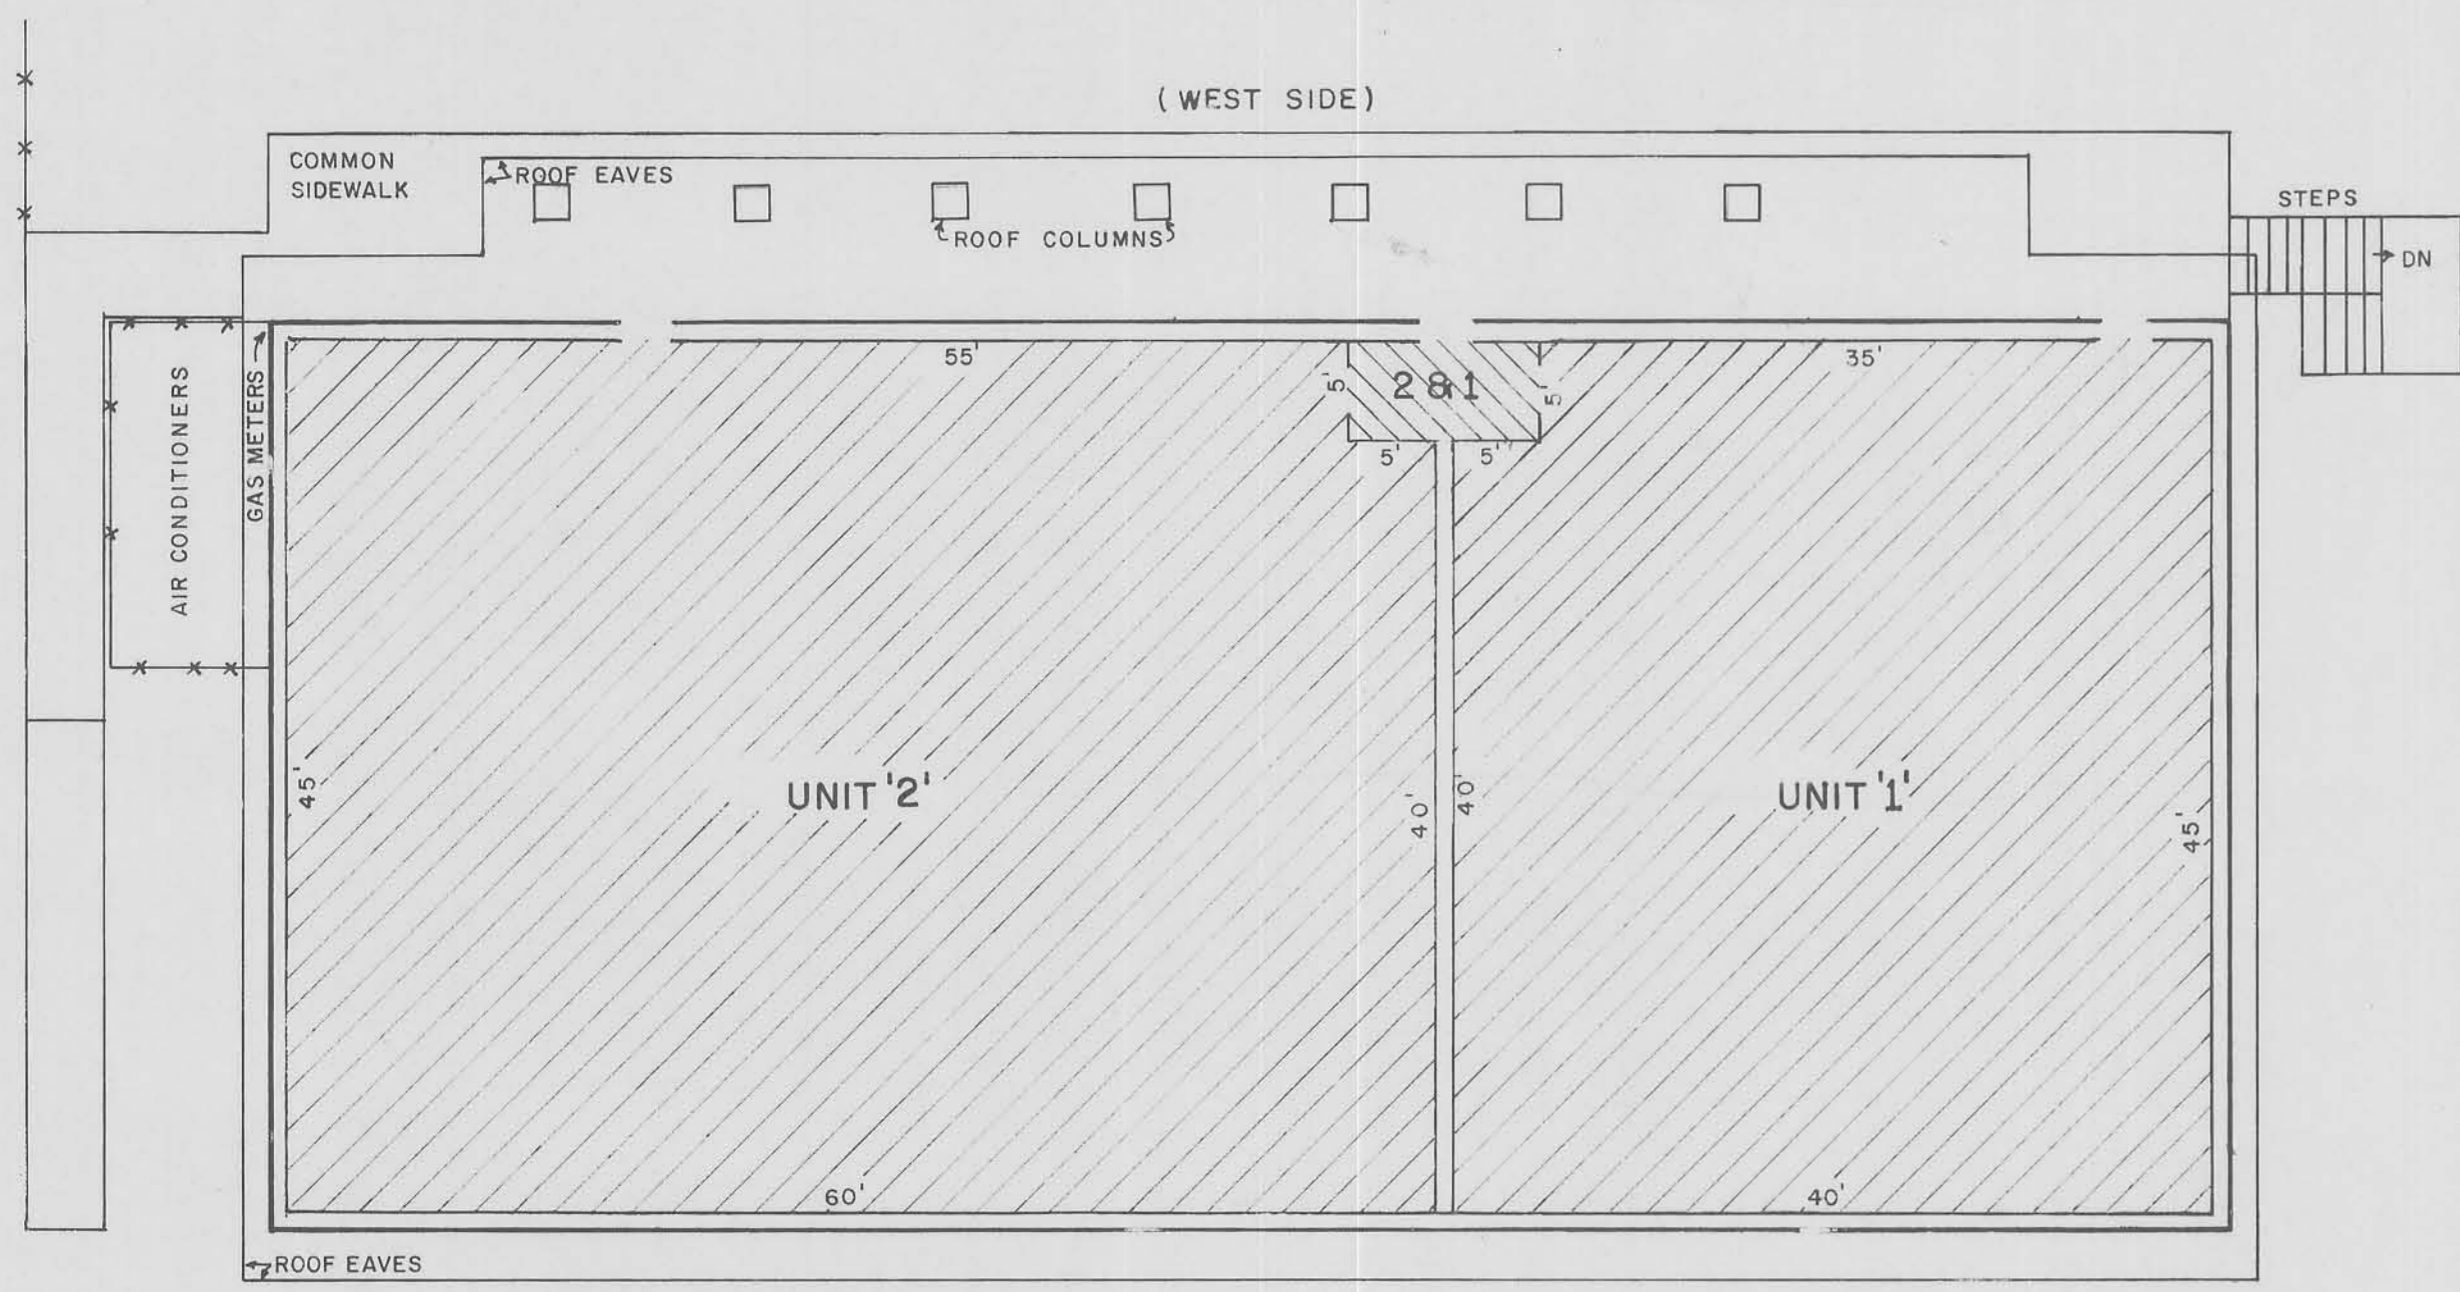 ( WEST SIDE )
COMMON
SIDEWALK
ROOF EAVES
STEPS
ROOF COLUMNS
DN
55'
35'
5'
2 & 1
5'
5'
5'
AIR CONDITIONERS
GAS METERS
45'
UNIT '2'
40'
40'
UNIT '1'
45'
60'
40'
ROOF EAVES